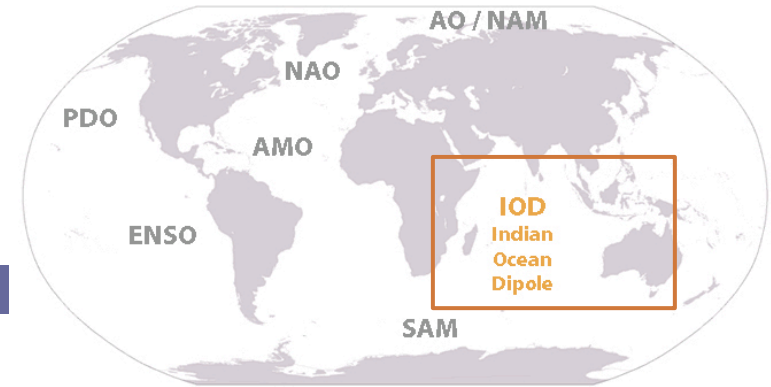 AO / NAM
NAO
PDO
AMO
IOD
Indian
Ocean
Dipole
ENSO
SAM